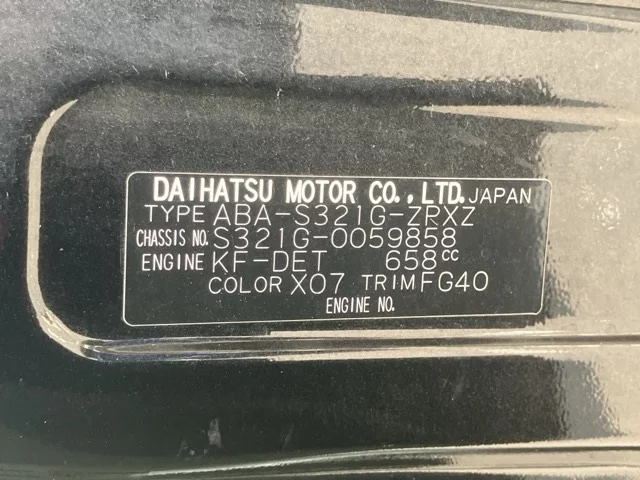 DAIHATSU MOTOR CO., LTD. JAPAN
TYPE ABA-S321G-ZRXZ
CHASSIS NO. S321G-0059858
ENGINE KF-DET 658cc
COLOR X07 TRIM FG40
ENGINE NO.